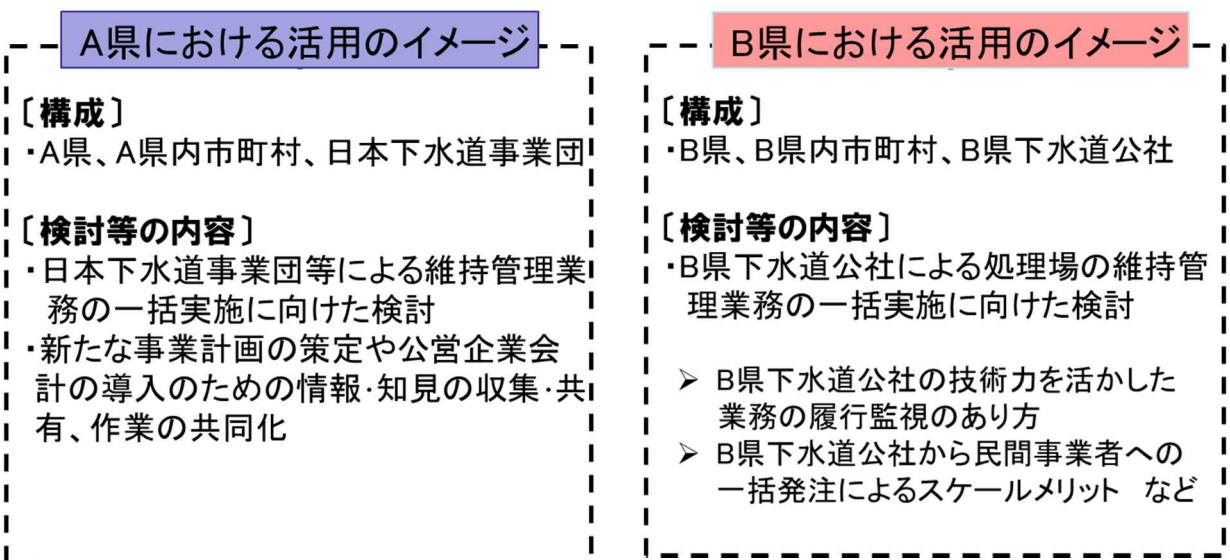 A県における活用のイメージ
〔構成〕
・A県、A県内市町村、日本下水道事業団
〔検討等の内容〕
・日本下水道事業団等による維持管理業
務の一括実施に向けた検討
・新たな事業計画の策定や公営企業会
計の導入のための情報・知見の収集・共
有、作業の共同化
B県における活用のイメージ
〔構成〕
・B県、B県内市町村、B県下水道公社
〔検討等の内容〕
・B県下水道公社による処理場の維持管
理業務の一括実施に向けた検討
➢ B県下水道公社の技術力を活かした
業務の履行監視のあり方
➢ B県下水道公社から民間事業者への
一括発注によるスケールメリット　など